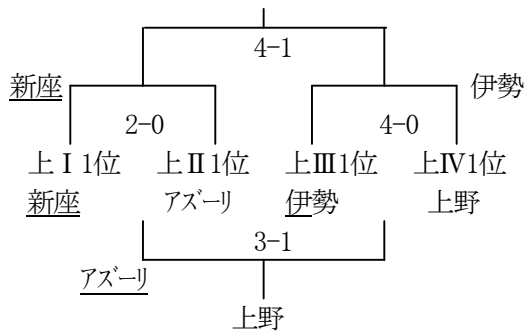 4-1
新座 伊勢
2-0 4-0
上Ⅰ1位 上Ⅱ1位 上Ⅲ1位 上Ⅳ1位
新座 アズーリ 伊勢 上野
3-1
アズーリ
上野